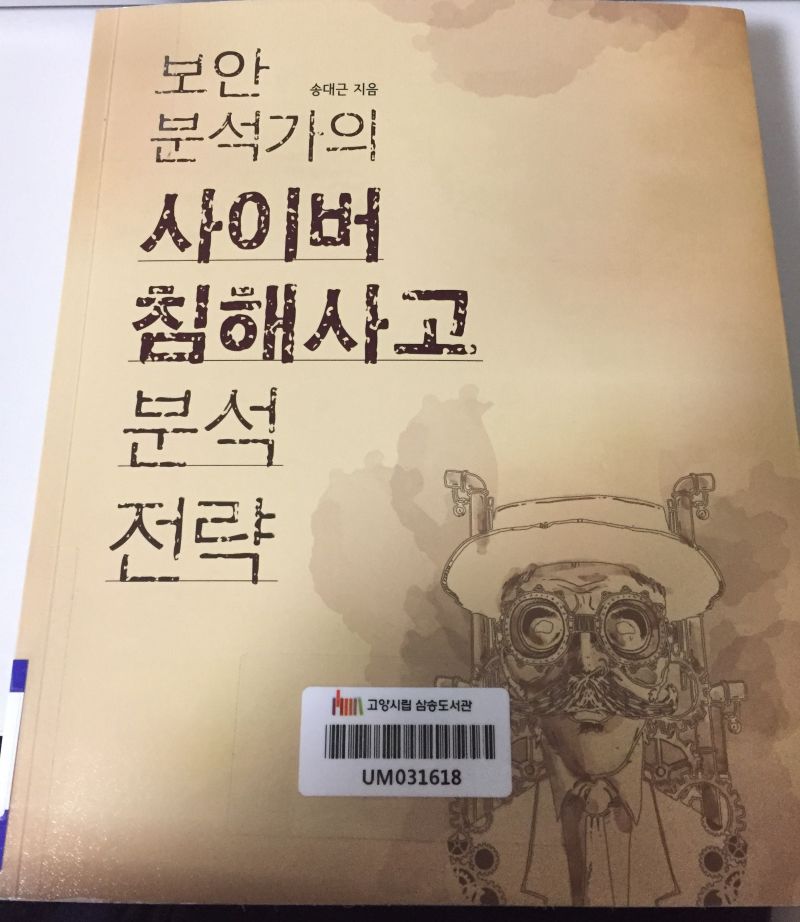 보안
송대근 지음
분석가의
사이버
침해사고
분석
전략
고양시립 삼송도서관
UM031618